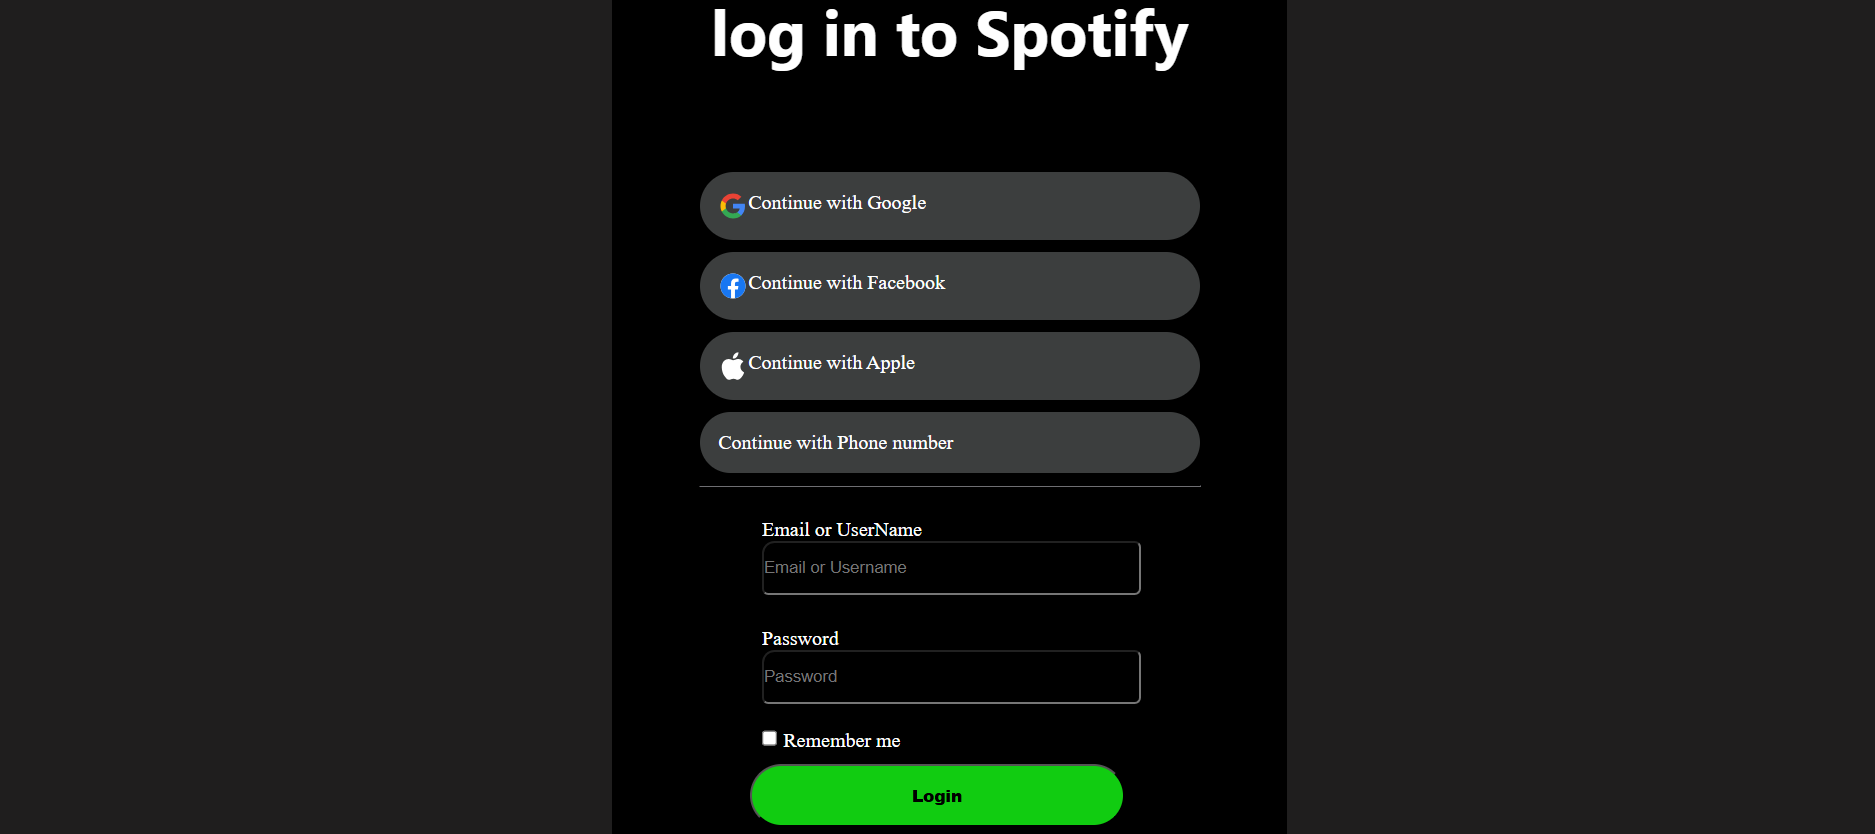 log in to Spotify
Continue with Google
Continue with Facebook
Continue with Apple
Continue with Phone number
Email or UserName
Email or Username
Password
Password
Remember me
Login